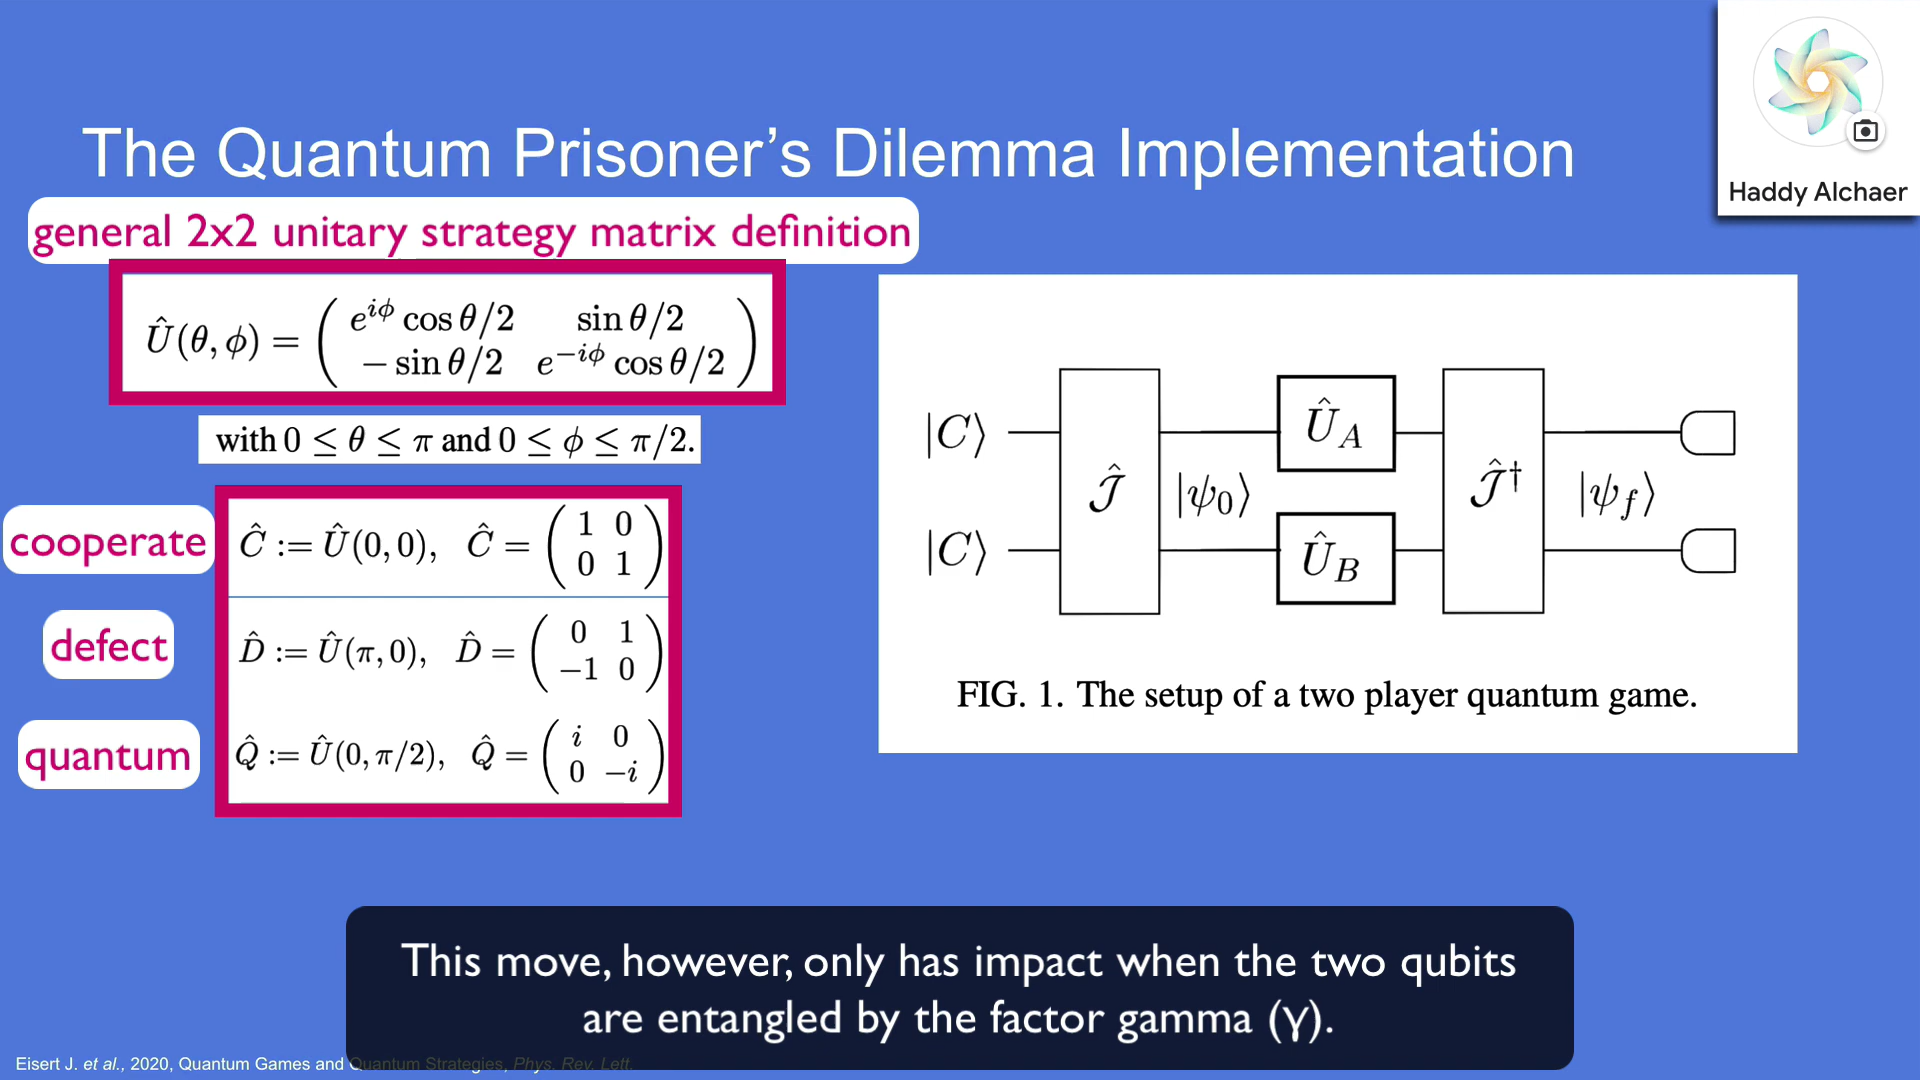 The Quantum Prisoner’s Dilemma Implementation
Haddy Alchaer
general 2x2 unitary strategy matrix definition
Û(θ, ϕ) = ( e^{iϕ} cos θ/2 sin θ/2
− sin θ/2 e^{−iϕ} cos θ/2 )
with 0 ≤ θ ≤ π and 0 ≤ ϕ ≤ π/2.
cooperate
Ĉ := Û(0, 0), Ĉ = ( 1 0
0 1 )
defect
D̂ := Û(π, 0), D̂ = ( 0 1
−1 0 )
quantum
Q̂ := Û(0, π/2), Q̂ = ( i 0
0 −i )
|C⟩
|C⟩
𝒥̂
|ψ₀⟩
Û_A
Û_B
𝒥̂†
|ψ_f⟩
FIG. 1. The setup of a two player quantum game.
This move, however, only has impact when the two qubits
are entangled by the factor gamma (γ).
Eisert J. et al., 2020, Quantum Games and Quantum Strategies, Phys. Rev. Lett.